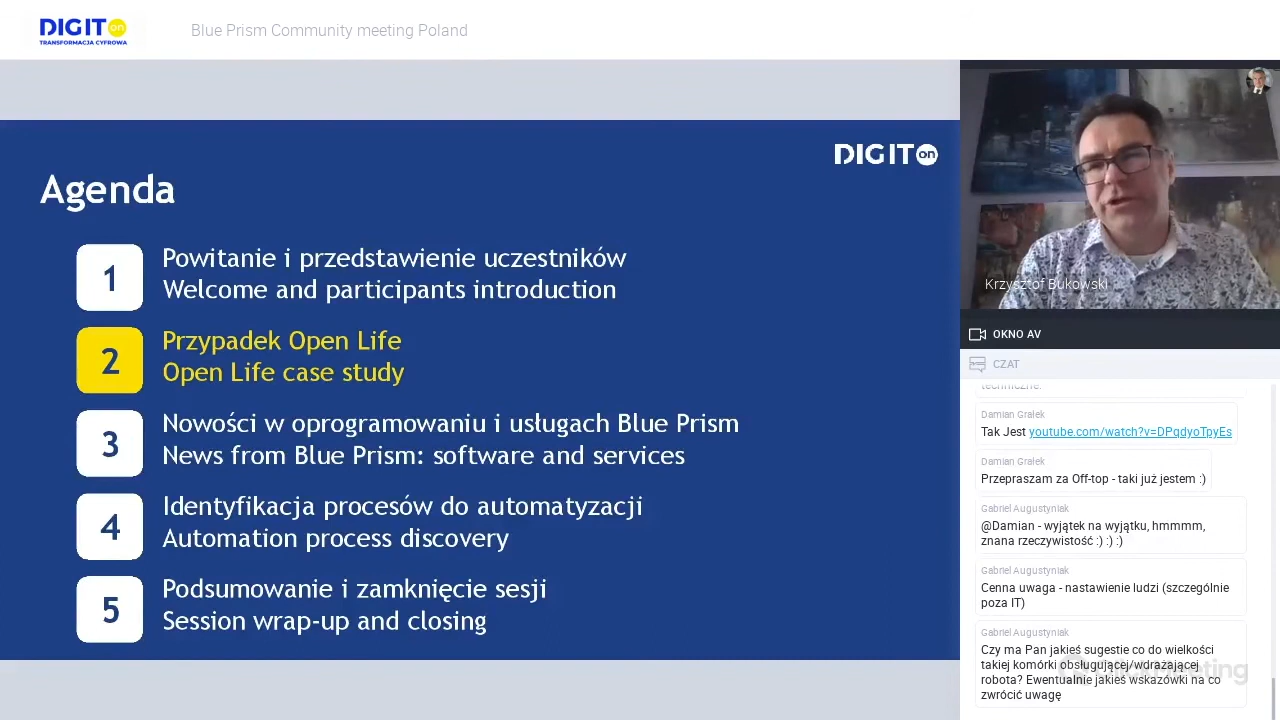 DIGITon
TRANSFORMACJA CYFROWA
Blue Prism Community meeting Poland
DIGITon
Agenda
1
Powitanie i przedstawienie uczestników
Welcome and participants introduction
2
Przypadek Open Life
Open Life case study
3
Nowości w oprogramowaniu i usługach Blue Prism
News from Blue Prism: software and services
4
Identyfikacja procesów do automatyzacji
Automation process discovery
5
Podsumowanie i zamknięcie sesji
Session wrap-up and closing
Krzysztof Bukowski
OKNO AV
CZAT
techniczne.
Damian Grałek
Tak Jest youtube.com/watch?v=DPqdyoTpyEs
Damian Grałek
Przepraszam za Off-top - taki już jestem :)
Gabriel Augustyniak
@Damian - wyjątek na wyjątku, hmmmm,
znana rzeczywistość :) :) :)
Gabriel Augustyniak
Cenna uwaga - nastawienie ludzi (szczególnie
poza IT)
Gabriel Augustyniak
Czy ma Pan jakieś sugestie co do wielkości
takiej komórki obsługującej/wdrażającej
robota? Ewentualnie jakieś wskazówki na co
zwrócić uwagę